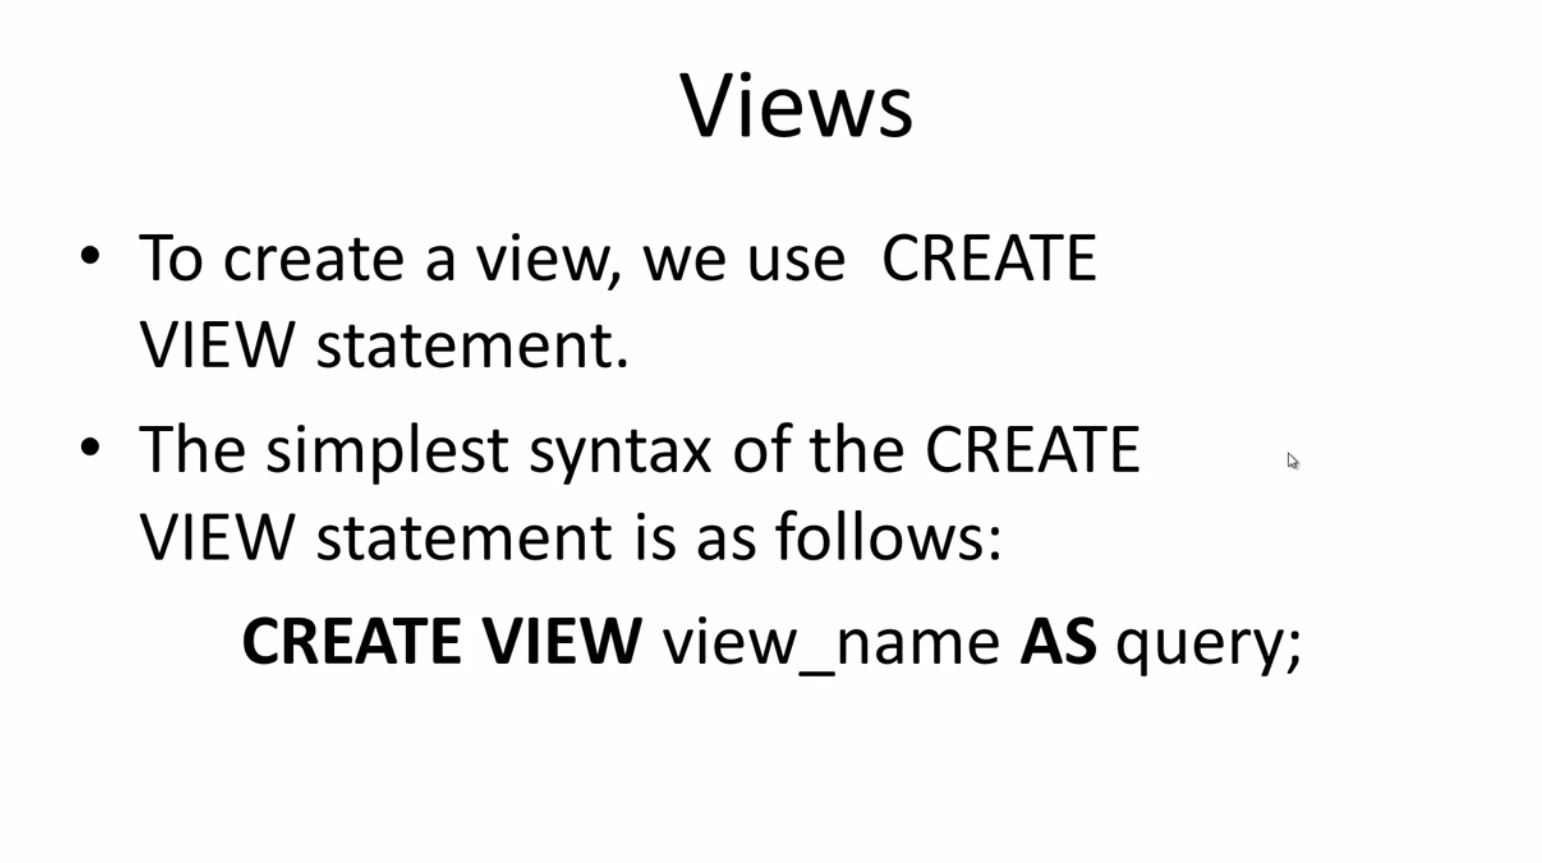 Views
• To create a view, we use  CREATE
VIEW statement.
• The simplest syntax of the CREATE
VIEW statement is as follows:
CREATE VIEW view_name AS query;